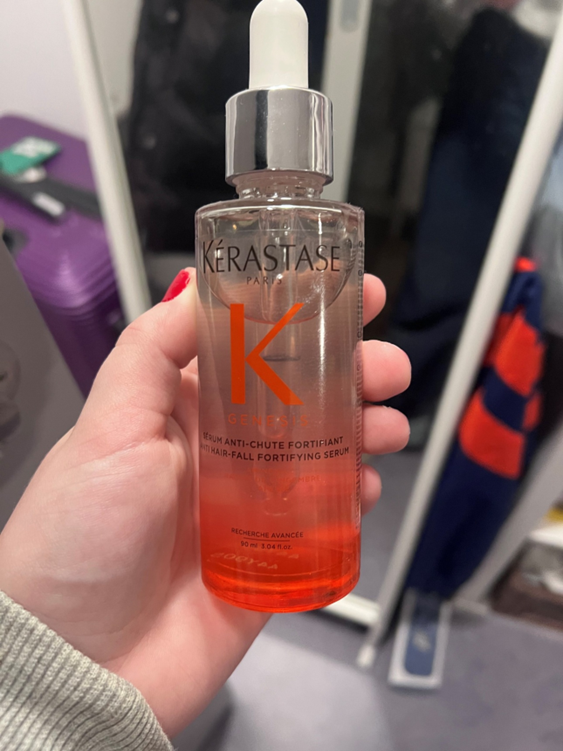 KÉRASTASE
PARIS
K
GENESIS
SÉRUM ANTI-CHUTE FORTIFIANT
ANTI HAIR-FALL FORTIFYING SERUM
RECHERCHE AVANCÉE
90 ml 3.04 fl.oz.